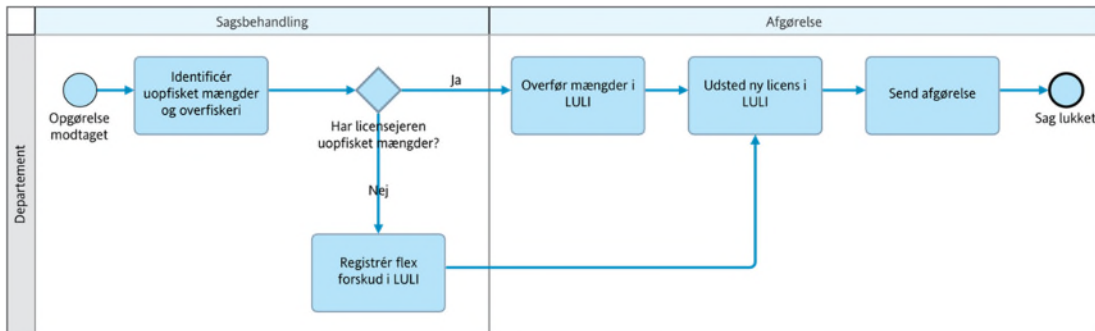 Sagsbehandling
Afgørelse
Departement
Opgørelse
modtaget
Identificér
uopfisket mængder
og overfiskeri
Har licensejeren
uopfisket mængder?
Ja
Nej
Registrér flex
forskud i LULI
Overfør mængder i
LULI
Udsted ny licens i
LULI
Send afgørelse
Sag lukket